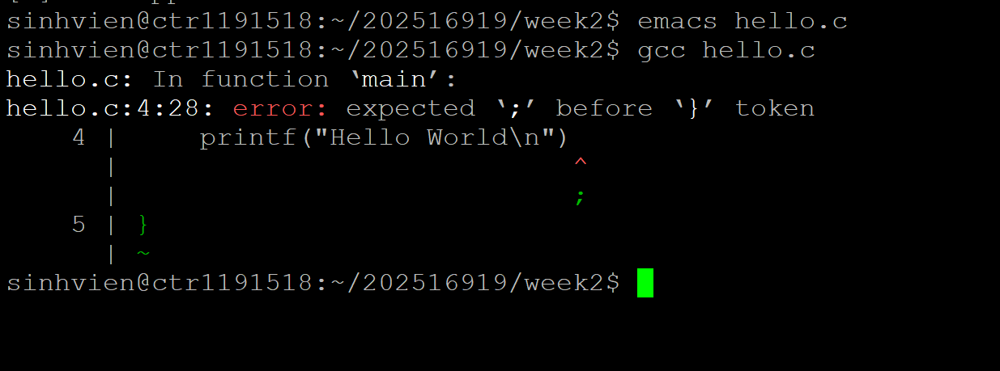 sinhvien@ctr1191518:~/202516919/week2$ emacs hello.c
sinhvien@ctr1191518:~/202516919/week2$ gcc hello.c
hello.c: In function ‘main’:
hello.c:4:28: error: expected ‘;’ before ‘}’ token
    4 |     printf("Hello World\n")
      |                            ^
      |                            ;
    5 | }
      | ~
sinhvien@ctr1191518:~/202516919/week2$